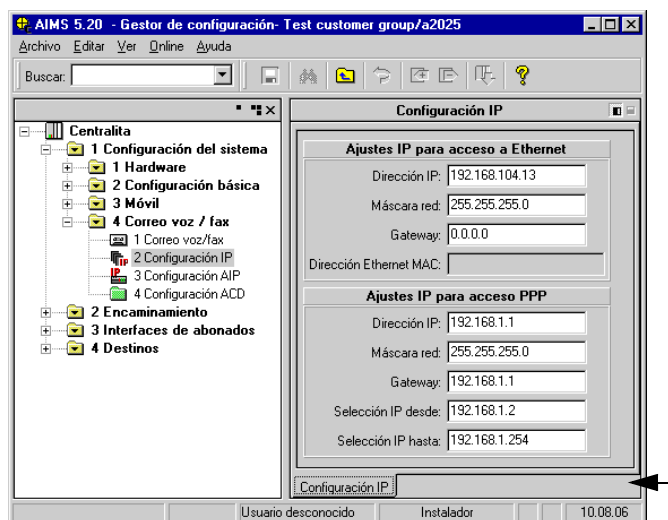 AIMS 5.20 - Gestor de configuración- Test customer group/a2025
Archivo Editar Ver Online Ayuda
Buscar:
Centralita
1 Configuración del sistema
1 Hardware
2 Configuración básica
3 Móvil
4 Correo voz / fax
1 Correo voz/fax
IP 2 Configuración IP
IP 3 Configuración AIP
4 Configuración ACD
2 Encaminamiento
3 Interfaces de abonados
4 Destinos
Configuración IP
Ajustes IP para acceso a Ethernet
Dirección IP: 192.168.104.13
Máscara red: 255.255.255.0
Gateway: 0.0.0.0
Dirección Ethernet MAC:
Ajustes IP para acceso PPP
Dirección IP: 192.168.1.1
Máscara red: 255.255.255.0
Gateway: 192.168.1.1
Selección IP desde: 192.168.1.2
Selección IP hasta: 192.168.1.254
Configuración IP
Usuario desconocido Instalador 10.08.06